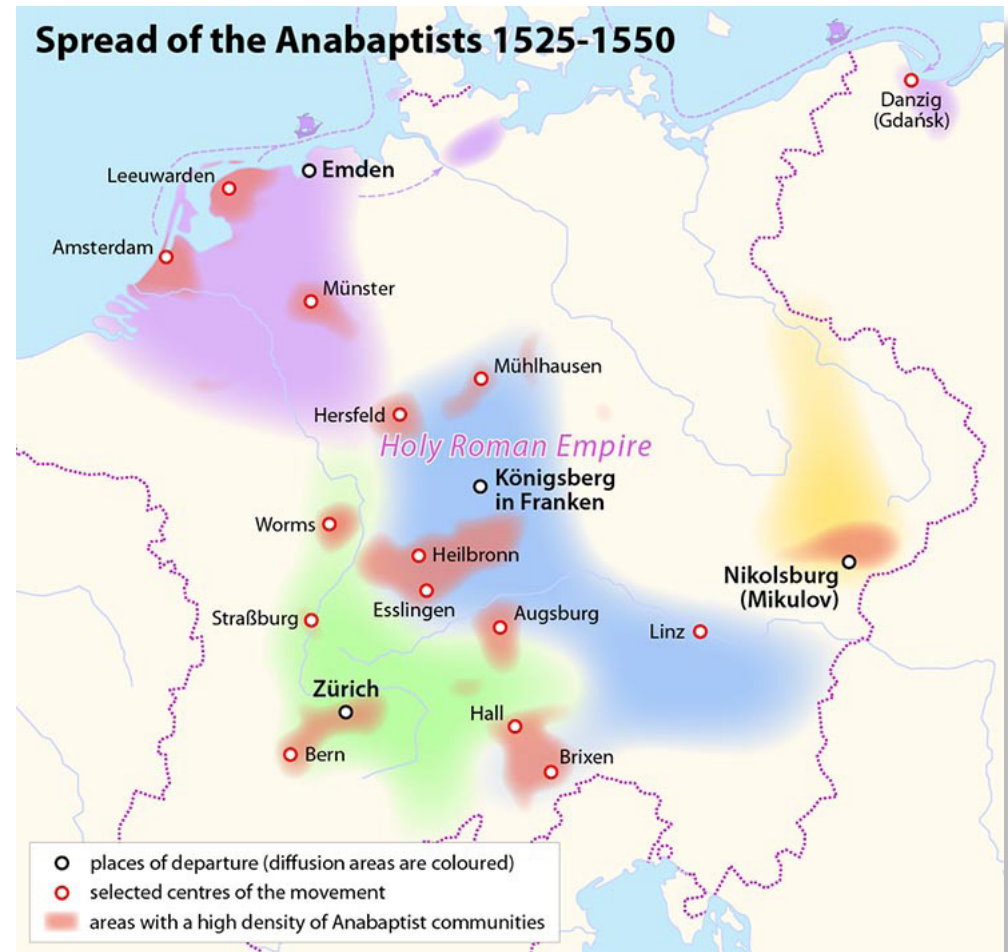 Spread of the Anabaptists 1525-1550
Danzig
(Gdańsk)
Emden
Leeuwarden
Amsterdam
Münster
Mühlhausen
Hersfeld
Holy Roman Empire
Königsberg
in Franken
Worms
Heilbronn
Nikolsburg
(Mikulov)
Esslingen
Straßburg
Augsburg
Linz
Zürich
Hall
Bern
Brixen
places of departure (diffusion areas are coloured)
selected centres of the movement
areas with a high density of Anabaptist communities